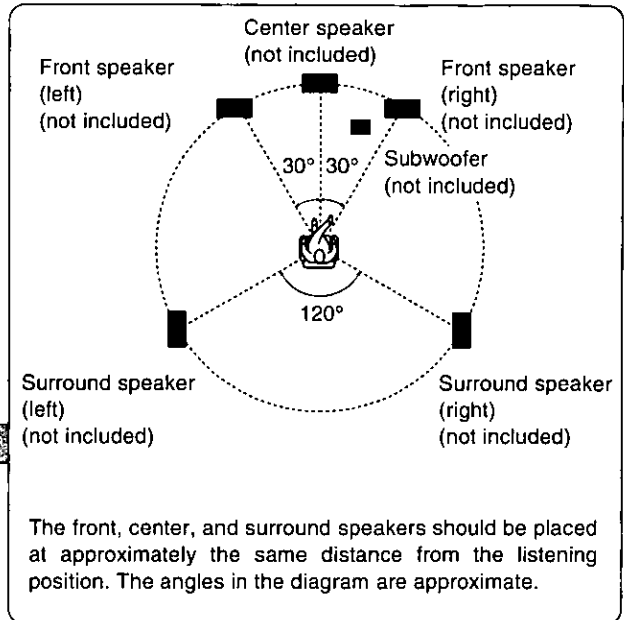 Center speaker
(not included)
Front speaker
(left)
(not included)
Front speaker
(right)
(not included)
30° 30°
Subwoofer
(not included)
120°
Surround speaker
(left)
(not included)
Surround speaker
(right)
(not included)
The front, center, and surround speakers should be placed
at approximately the same distance from the listening
position. The angles in the diagram are approximate.